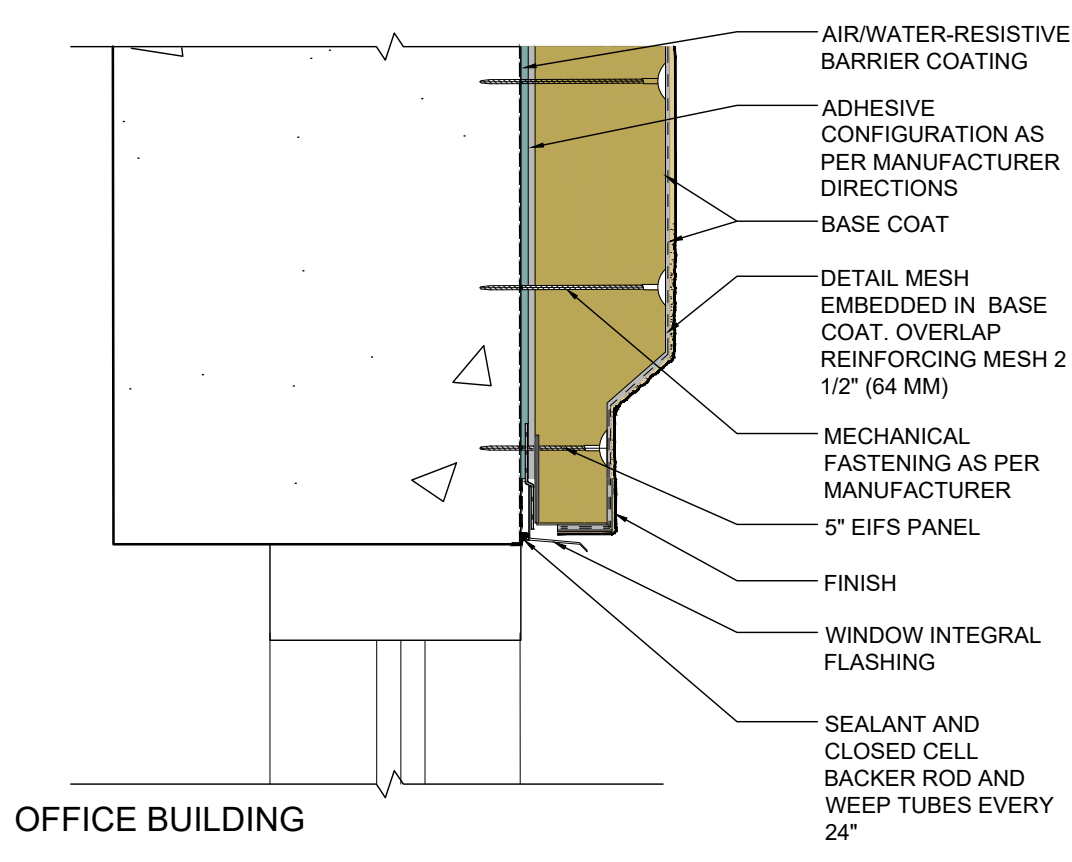 AIR/WATER-RESISTIVE
BARRIER COATING
ADHESIVE
CONFIGURATION AS
PER MANUFACTURER
DIRECTIONS
BASE COAT
DETAIL MESH
EMBEDDED IN BASE
COAT. OVERLAP
REINFORCING MESH 2
1/2" (64 MM)
MECHANICAL
FASTENING AS PER
MANUFACTURER
5" EIFS PANEL
FINISH
WINDOW INTEGRAL
FLASHING
SEALANT AND
CLOSED CELL
BACKER ROD AND
WEEP TUBES EVERY
24"
OFFICE BUILDING